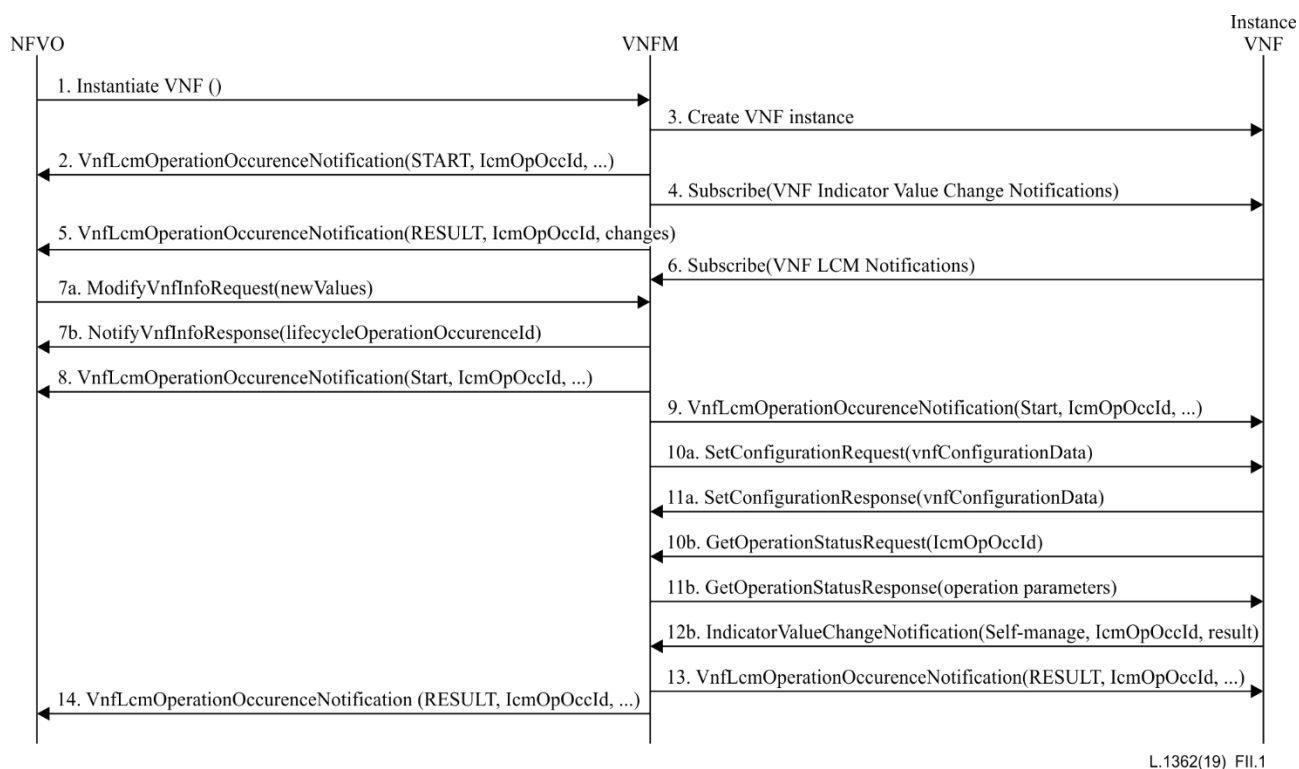 NFVO
VNFM
Instance
VNF
1. Instantiate VNF ()
3. Create VNF instance
2. VnfLcmOperationOccurenceNotification(START, IcmOpOccId, ...)
4. Subscribe(VNF Indicator Value Change Notifications)
5. VnfLcmOperationOccurenceNotification(RESULT, IcmOpOccId, changes)
6. Subscribe(VNF LCM Notifications)
7a. ModifyVnfInfoRequest(newValues)
7b. NotifyVnfInfoResponse(lifecycleOperationOccurenceId)
8. VnfLcmOperationOccurenceNotification(Start, IcmOpOccId, ...)
9. VnfLcmOperationOccurenceNotification(Start, IcmOpOccId, ...)
10a. SetConfigurationRequest(vnfConfigurationData)
11a. SetConfigurationResponse(vnfConfigurationData)
10b. GetOperationStatusRequest(IcmOpOccId)
11b. GetOperationStatusResponse(operation parameters)
12b. IndicatorValueChangeNotification(Self-manage, IcmOpOccId, result)
13. VnfLcmOperationOccurenceNotification(RESULT, IcmOpOccId, ...)
14. VnfLcmOperationOccurenceNotification (RESULT, IcmOpOccId, ...)
L.1362(19)_FII.1